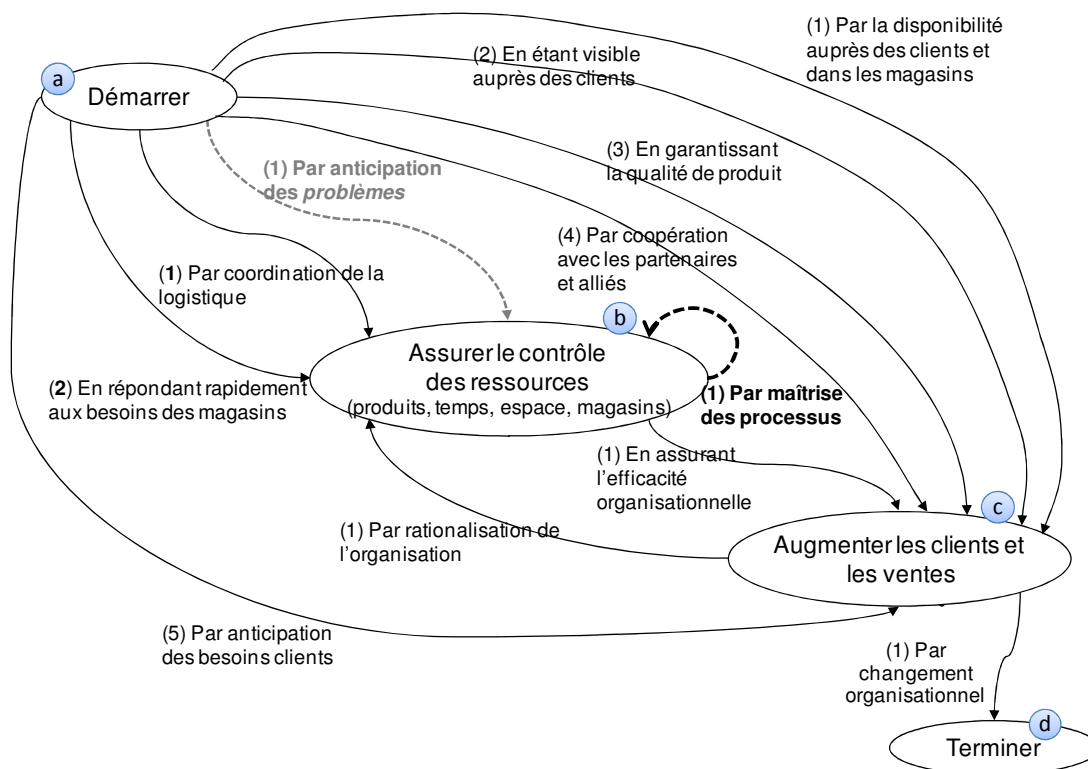 (1) Par la disponibilité
auprès des clients et
dans les magasins
(2) En étant visible
auprès des clients
a
Démarrer
(3) En garantissant
la qualité de produit
(1) Par anticipation
des problèmes
(4) Par coopération
avec les partenaires
et alliés
(1) Par coordination de la
logistique
b
Assurer le contrôle
des ressources
(produits, temps, espace, magasins)
(2) En répondant rapidement
aux besoins des magasins
(1) Par maîtrise
des processus
(1) En assurant
l'efficacité
organisationnelle
c
(1) Par rationalisation de
l'organisation
Augmenter les clients et
les ventes
(5) Par anticipation
des besoins clients
(1) Par
changement
organisationnel
d
Terminer